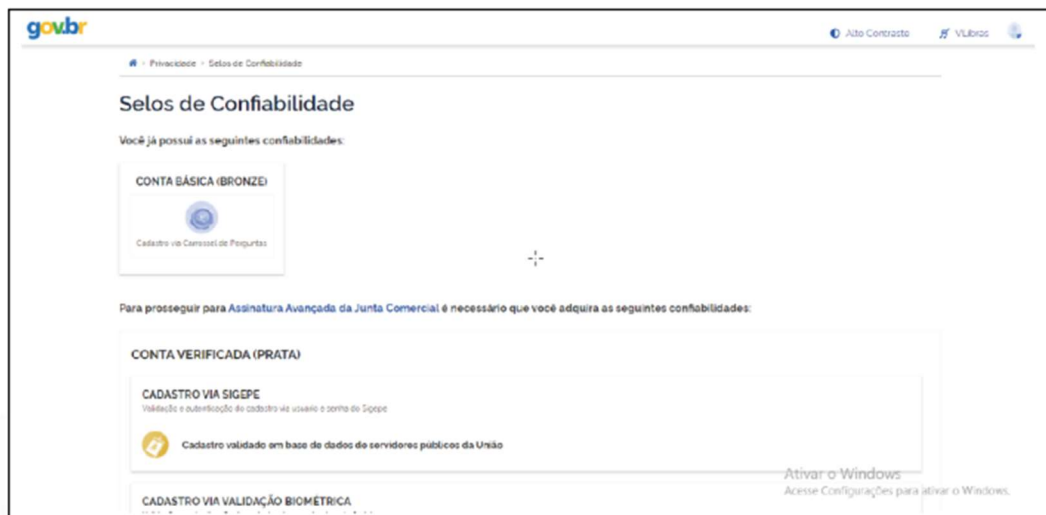 gov.br
Alto Contraste
VLibras
Privacidade
Selos de Confiabilidade
Selos de Confiabilidade
Você já possui as seguintes confiabilidades:
CONTA BÁSICA (BRONZE)
Cadastro via Carrossel de Perguntas
Para prosseguir para Assinatura Avançada da Junta Comercial é necessário que você adquira as seguintes confiabilidades:
CONTA VERIFICADA (PRATA)
CADASTRO VIA SIGEPE
Validação e autenticação do cadastro via usuário e senha do Sigepe
Cadastro validado em base de dados de servidores públicos da União
Ativar o Windows
Acesse Configurações para ativar o Windows.
CADASTRO VIA VALIDAÇÃO BIOMÉTRICA